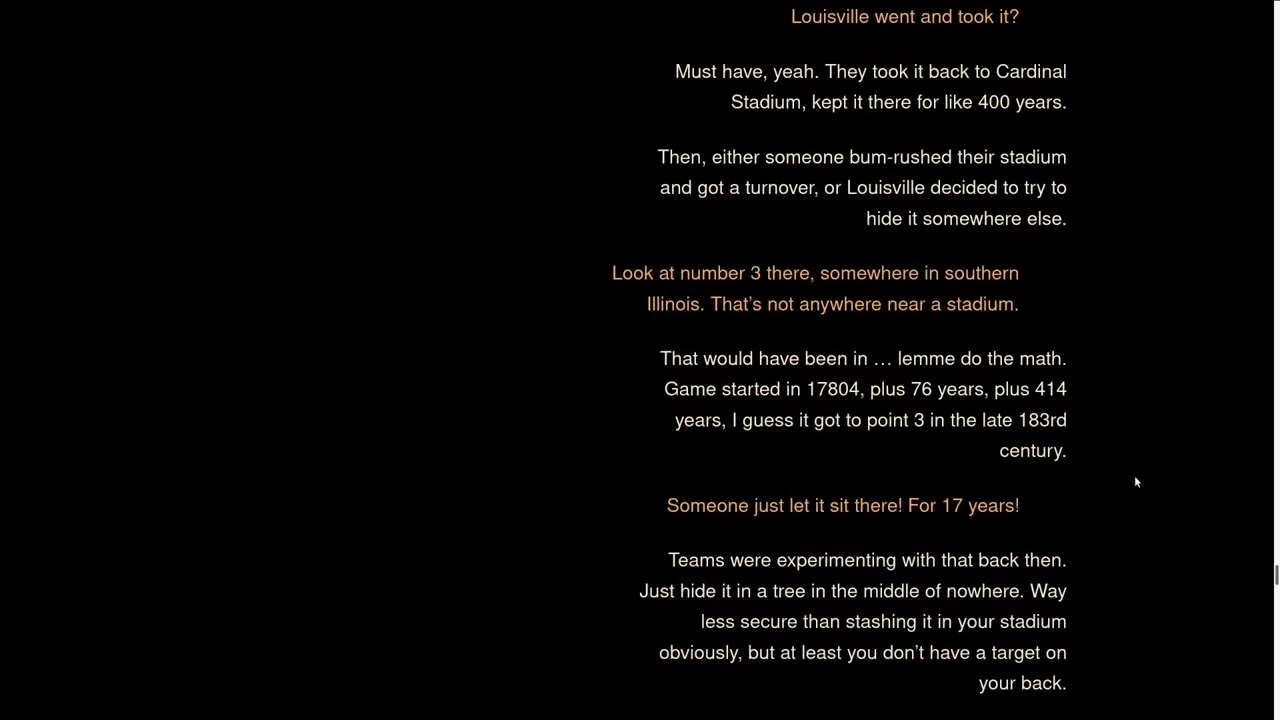 Louisville went and took it?
Must have, yeah. They took it back to Cardinal
Stadium, kept it there for like 400 years.
Then, either someone bum-rushed their stadium
and got a turnover, or Louisville decided to try to
hide it somewhere else.
Look at number 3 there, somewhere in southern
Illinois. That’s not anywhere near a stadium.
That would have been in … lemme do the math.
Game started in 17804, plus 76 years, plus 414
years, I guess it got to point 3 in the late 183rd
century.
Someone just let it sit there! For 17 years!
Teams were experimenting with that back then.
Just hide it in a tree in the middle of nowhere. Way
less secure than stashing it in your stadium
obviously, but at least you don’t have a target on
your back.